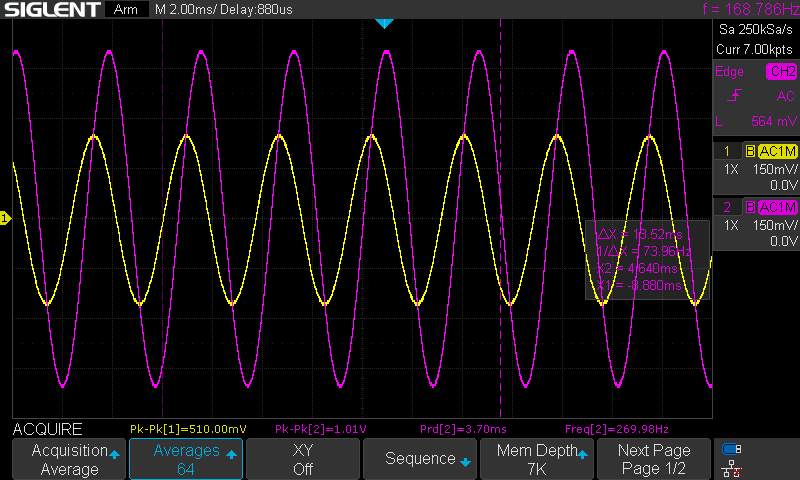 SIGLENT Arm M 2.00ms/ Delay:880us f = 168.786Hz
Sa 250kSa/s
Curr 7.00kpts
Edge CH2
AC
L 564 mV
1 B AC1M
1X 150mV/
0.0V
2 B AC1M
1X 150mV/
0.0V
1
ΔX = 13.52ms
1/ΔX = 73.96Hz
X2 = 4.640ms
X1 = -8.880ms
ACQUIRE Pk-Pk[1]=510.00mV Pk-Pk[2]=1.01V Prd[2]=3.70ms Freq[2]=269.98Hz
Acquisition
Average
Averages
64
XY
Off
Sequence
Mem Depth
7K
Next Page
Page 1/2